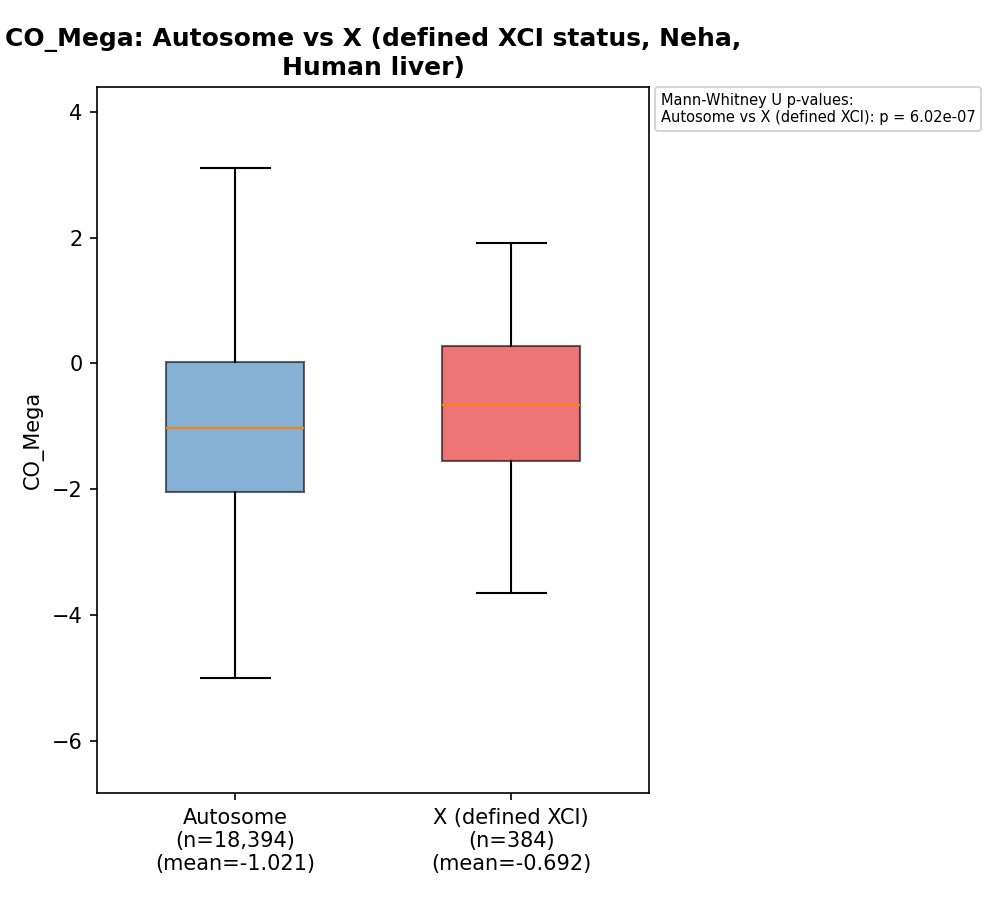 CO_Mega: Autosome vs X (defined XCI status, Neha,
Human liver)
Mann-Whitney U p-values:
Autosome vs X (defined XCI): p = 6.02e-07
CO_Mega
4
2
0
−2
−4
−6
Autosome
(n=18,394)
(mean=-1.021)
X (defined XCI)
(n=384)
(mean=-0.692)